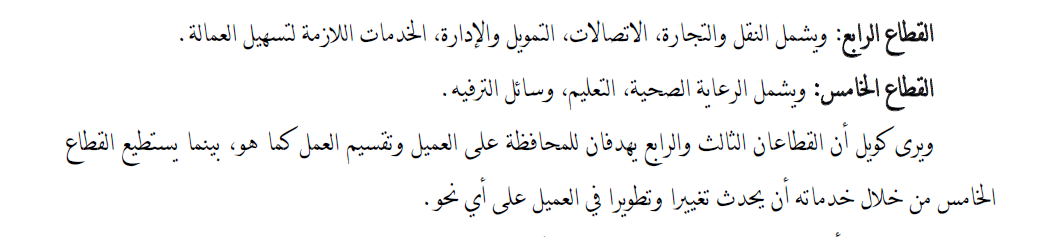 القطاع الرابع: ويشمل النقل والتجارة، الاتصالات، التمويل والإدارة، الخدمات اللازمة لتسهيل العمالة.
القطاع الخامس: ويشمل الرعاية الصحية، التعليم، وسائل الترفيه.
ويرى كويل أن القطاعان الثالث والرابع يهدفان للمحافظة على العميل وتقسيم العمل كما هو، بينما يستطيع القطاع
الخامس من خلال خدماته أن يحدث تغييرا وتطويرا في العميل على أي نحو.